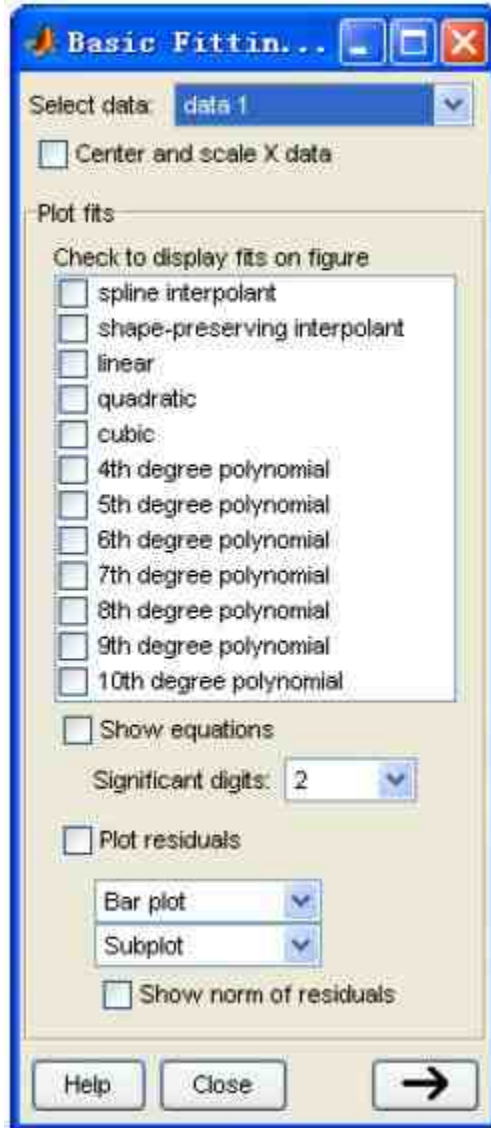 Basic Fittin...
Select data: data 1
Center and scale X data
Plot fits
Check to display fits on figure
spline interpolant
shape-preserving interpolant
linear
quadratic
cubic
4th degree polynomial
5th degree polynomial
6th degree polynomial
7th degree polynomial
8th degree polynomial
9th degree polynomial
10th degree polynomial
Show equations
Significant digits: 2
Plot residuals
Bar plot
Subplot
Show norm of residuals
Help Close